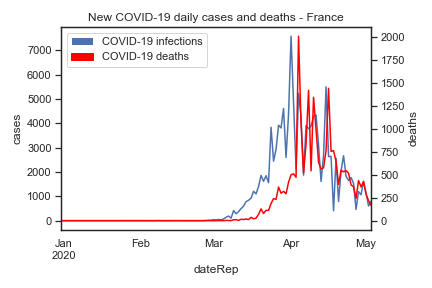 New COVID-19 daily cases and deaths - France
COVID-19 infections
COVID-19 deaths
7000
6000
5000
4000
3000
2000
1000
0
cases
2000
1750
1500
1250
1000
750
500
250
0
deaths
Jan Feb Mar Apr May
2020
dateRep